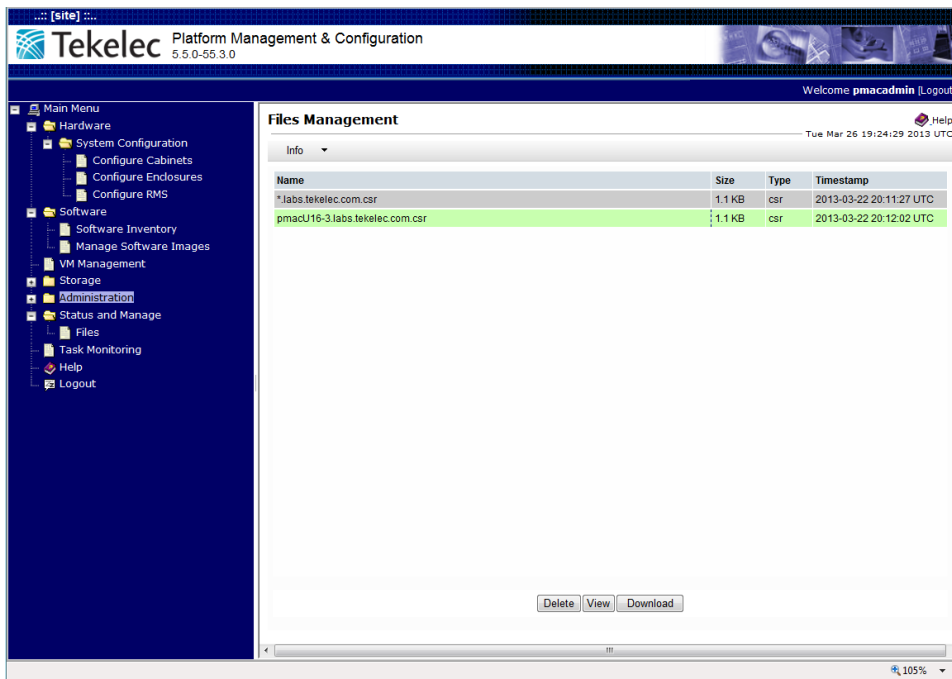 ..:: [site] ::..
Tekelec Platform Management & Configuration
5.5.0-55.3.0
Welcome pmacadmin [Logout
Main Menu
Hardware
System Configuration
Configure Cabinets
Configure Enclosures
Configure RMS
Software
Software Inventory
Manage Software Images
VM Management
Storage
Administration
Status and Manage
Files
Task Monitoring
Help
Logout
Files Management
Help
Tue Mar 26 19:24:29 2013 UTC
Info
Name Size Type Timestamp
*.labs.tekelec.com.csr 1.1 KB csr 2013-03-22 20:11:27 UTC
pmacU16-3.labs.tekelec.com.csr 1.1 KB csr 2013-03-22 20:12:02 UTC
Delete View Download
105%